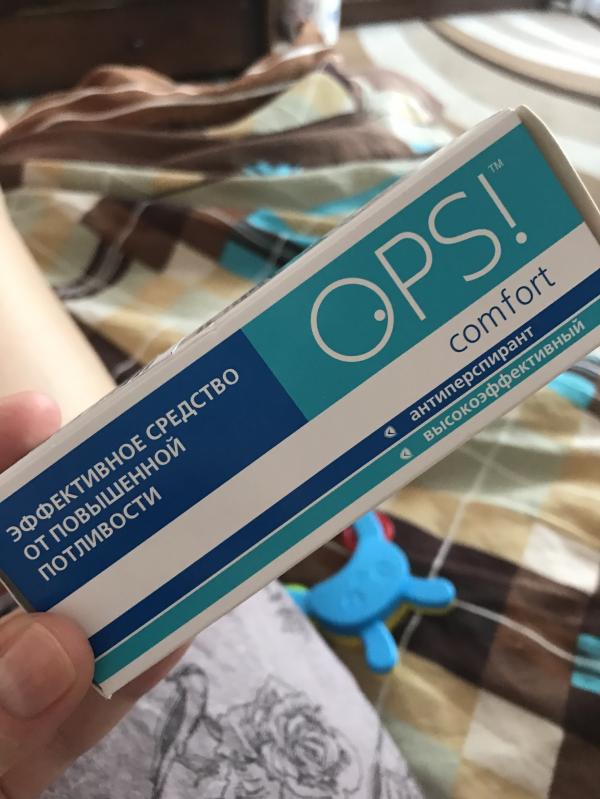 ЭФФЕКТИВНОЕ СРЕДСТВО
ОТ ПОВЫШЕННОЙ
ПОТЛИВОСТИ
OPS!™
comfort
антиперспирант
высокоэффективный